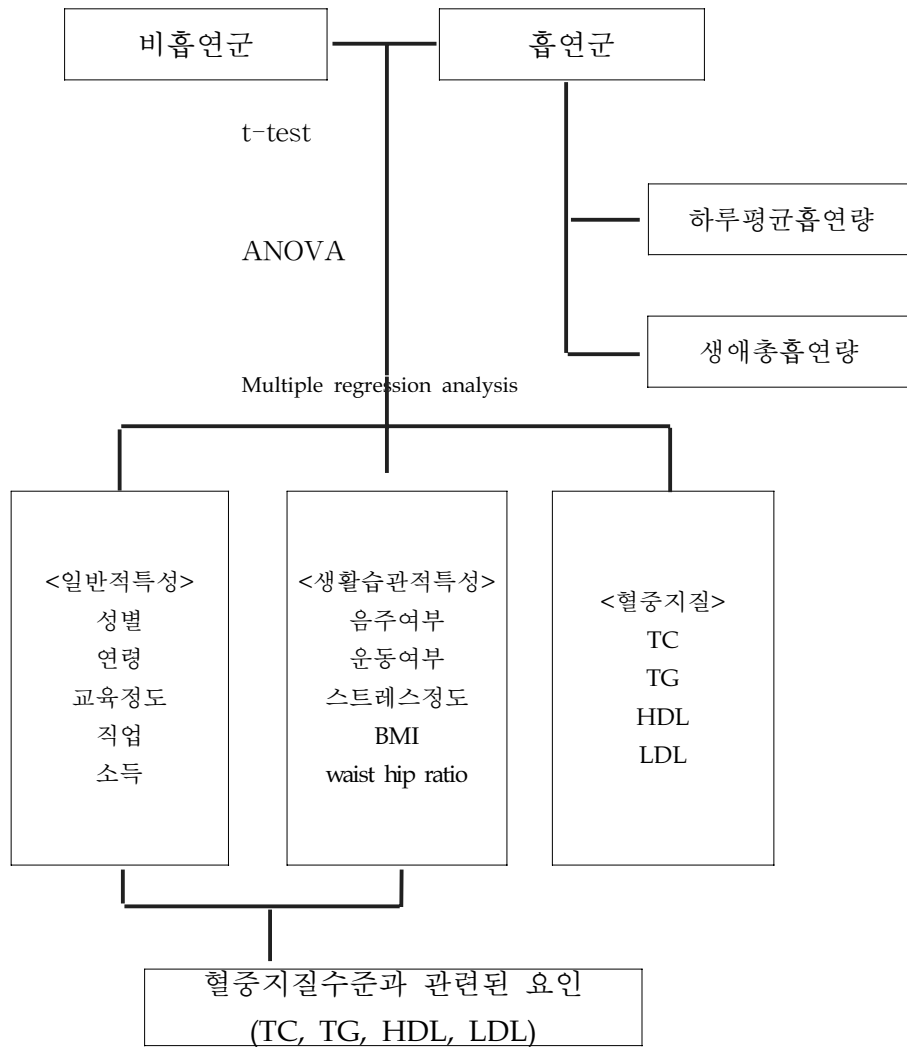 비흡연군
흡연군
t-test
하루평균흡연량
ANOVA
생애총흡연량
Multiple regression analysis
<일반적특성>
성별
연령
교육정도
직업
소득
<생활습관적특성>
음주여부
운동여부
스트레스정도
BMI
waist hip ratio
<혈중지질>
TC
TG
HDL
LDL
혈중지질수준과 관련된 요인
(TC, TG, HDL, LDL)